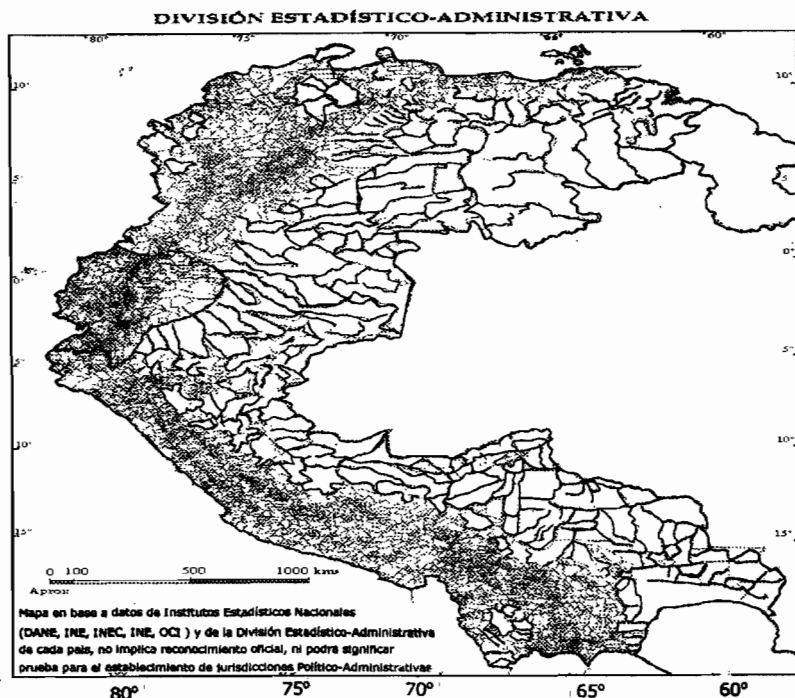 DIVISIÓN ESTADÍSTICO-ADMINISTRATIVA
80° 75° 70° 65° 60°
10° 10°
5° 5°
0° 0°
5° 5°
10° 10°
15° 15°
0 100 500 1000 kms
Aprox
Mapa en base a datos de Institutos Estadísticos Nacionales
(DANE, INE, INEC, INE, OCI ) y de la División Estadístico-Administrativa
de cada país, no implica reconocimiento oficial, ni podrá significar
prueba para el establecimiento de jurisdicciones Político-Administrativas
80° 75° 70° 65° 60°